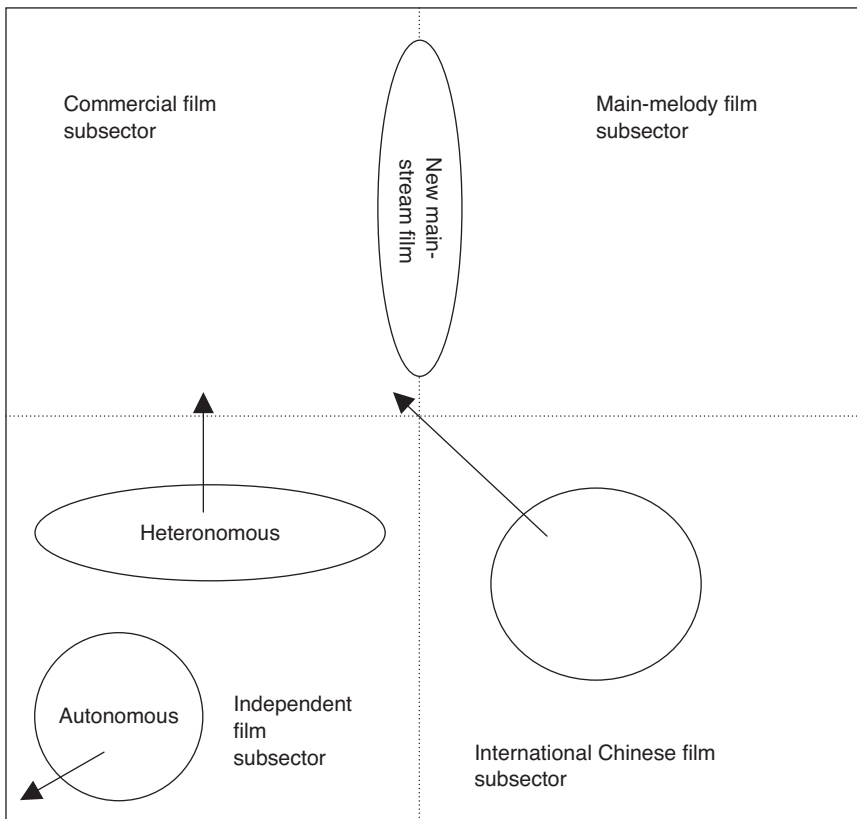 Commercial film
subsector
Main-melody film
subsector
New main-
stream film
Heteronomous
Autonomous
Independent
film
subsector
International Chinese film
subsector